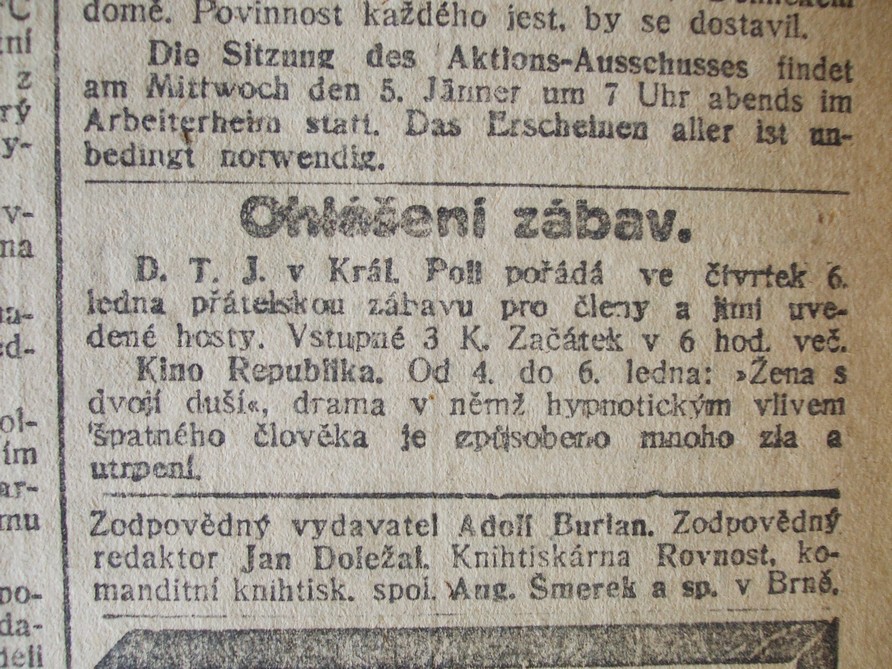 domě. Povinnost každého jest, by se dostavil.
Die Sitzung des Aktions-Ausschusses findet
am Mittwoch den 5. Jänner um 7 Uhr abends im
Arbeiterheim statt. Das Erscheinen aller ist un-
bedingt notwendig.
Ohlášení zábav.
D. T. J. v Král. Poli pořádá ve čtvrtek 6.
ledna přátelskou zábavu pro členy a jimi uve-
dené hosty. Vstupné 3 K. Začátek v 6 hod. več.
Kino Republika. Od 4. do 6. ledna: »Žena s
dvojí duší«, drama v němž hypnotickým vlivem
špatného člověka je způsobeno mnoho zla a
utrpení.
Zodpovědný vydavatel Adolf Burian. Zodpovědný
redaktor Jan Doležal. Knihtiskárna Rovnost, ko-
manditní knihtisk. spol. Aug. Šmerek a sp. v Brně.